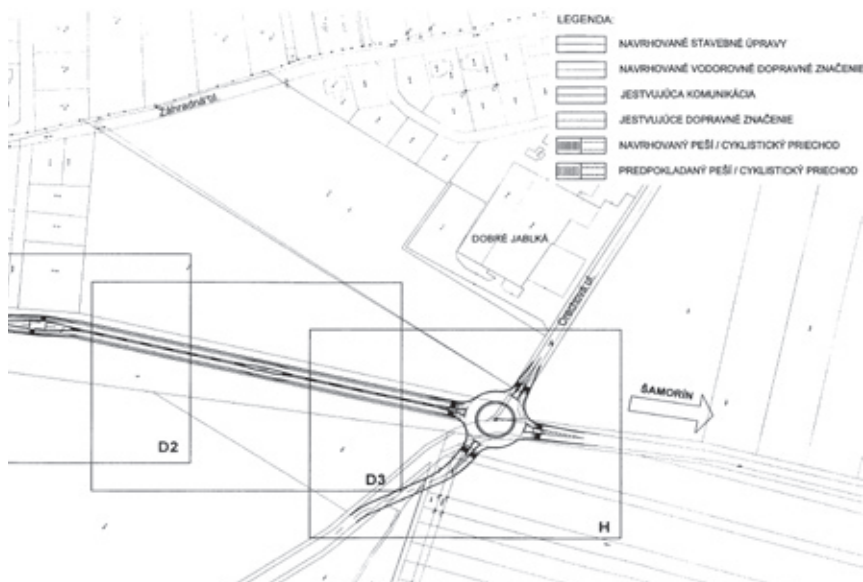 LEGENDA:
NAVRHOVANÉ STAVEBNÉ ÚPRAVY
NAVRHOVANÉ VODOROVNÉ DOPRAVNÉ ZNAČENIE
JESTVUJÚCA KOMUNIKÁCIA
JESTVUJÚCE DOPRAVNÉ ZNAČENIE
NAVRHOVANÝ PEŠÍ / CYKLISTICKÝ PRIECHOD
PREDPOKLADANÝ PEŠÍ / CYKLISTICKÝ PRIECHOD
Záhradná ul.
DOBRÉ JABLKÁ
ul.
ŠAMORÍN
D2
D3
H